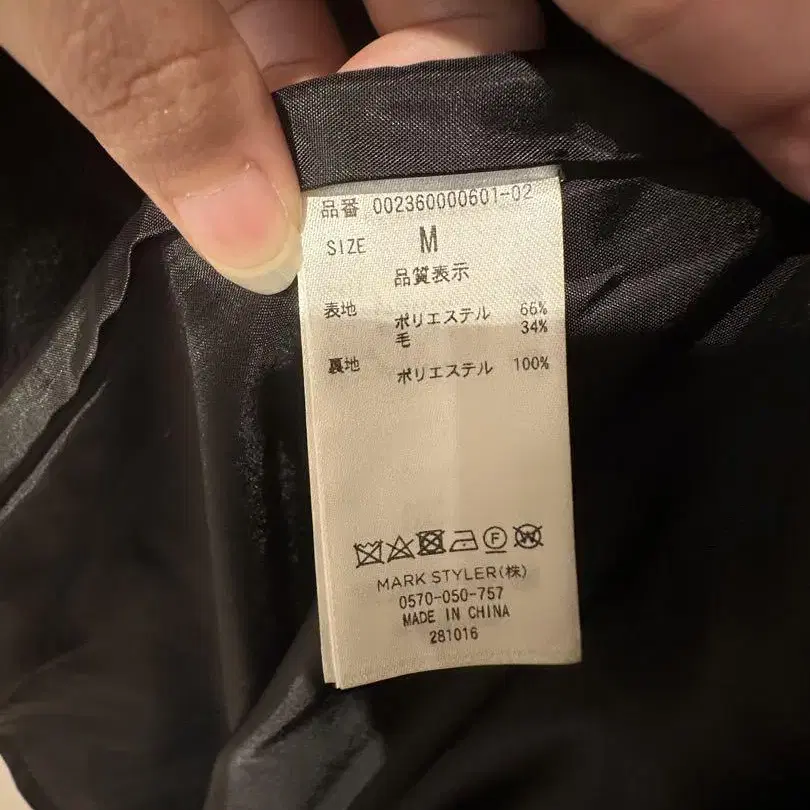 品番 002360000601-02
SIZE M
品質表示
表地 ポリエステル 66%
毛 34%
裏地 ポリエステル 100%
MARK STYLER(株)
0570-050-757
MADE IN CHINA
281016